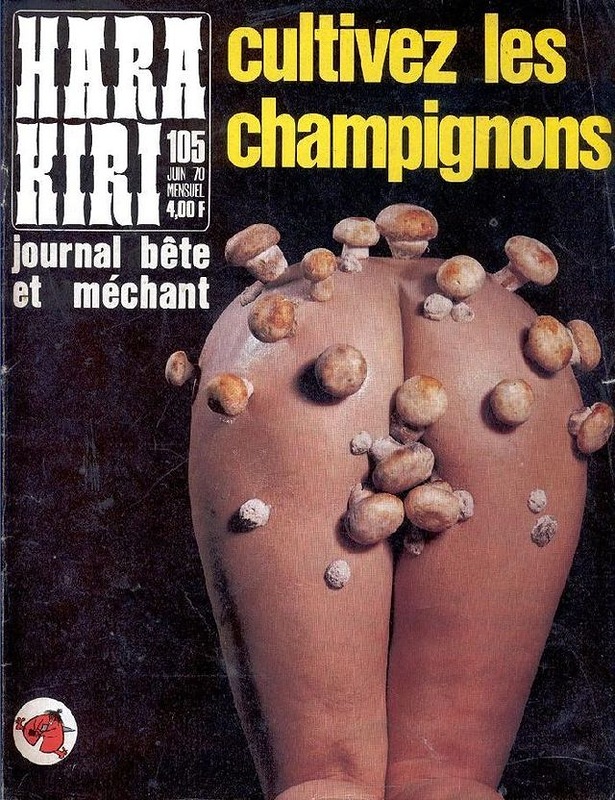 HARA
KIRI
105
JUIN 70
MENSUEL
4,00 F
journal bête
et méchant
cultivez les
champignons